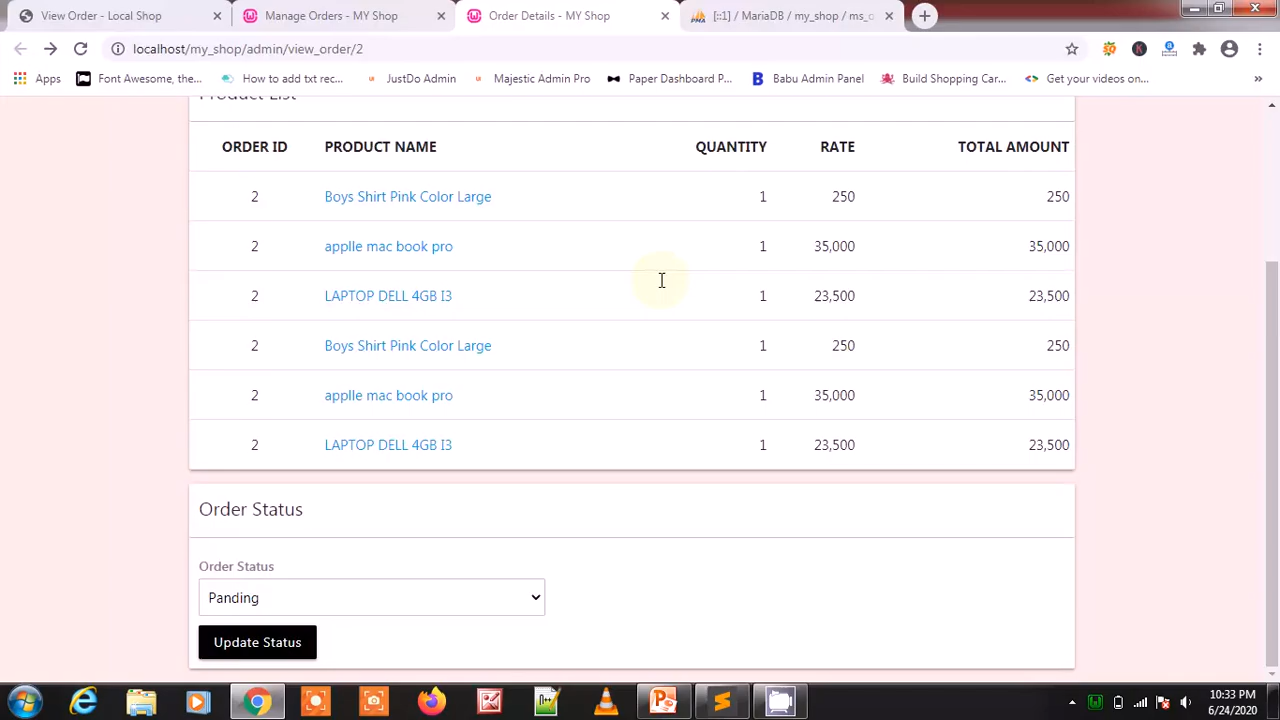 View Order - Local Shop
Manage Orders - MY Shop
Order Details - MY Shop
[::1] / MariaDB / my_shop / ms_o
localhost/my_shop/admin/view_order/2
Apps
Font Awesome, the...
How to add txt rec...
JustDo Admin
Majestic Admin Pro
Paper Dashboard P...
Babu Admin Panel
Build Shopping Car...
Get your videos on...
»
Product List
ORDER ID PRODUCT NAME QUANTITY RATE TOTAL AMOUNT
2 Boys Shirt Pink Color Large 1 250 250
2 applle mac book pro 1 35,000 35,000
2 LAPTOP DELL 4GB I3 1 23,500 23,500
2 Boys Shirt Pink Color Large 1 250 250
2 applle mac book pro 1 35,000 35,000
2 LAPTOP DELL 4GB I3 1 23,500 23,500
Order Status
Order Status
Panding
Update Status
10:33 PM
6/24/2020